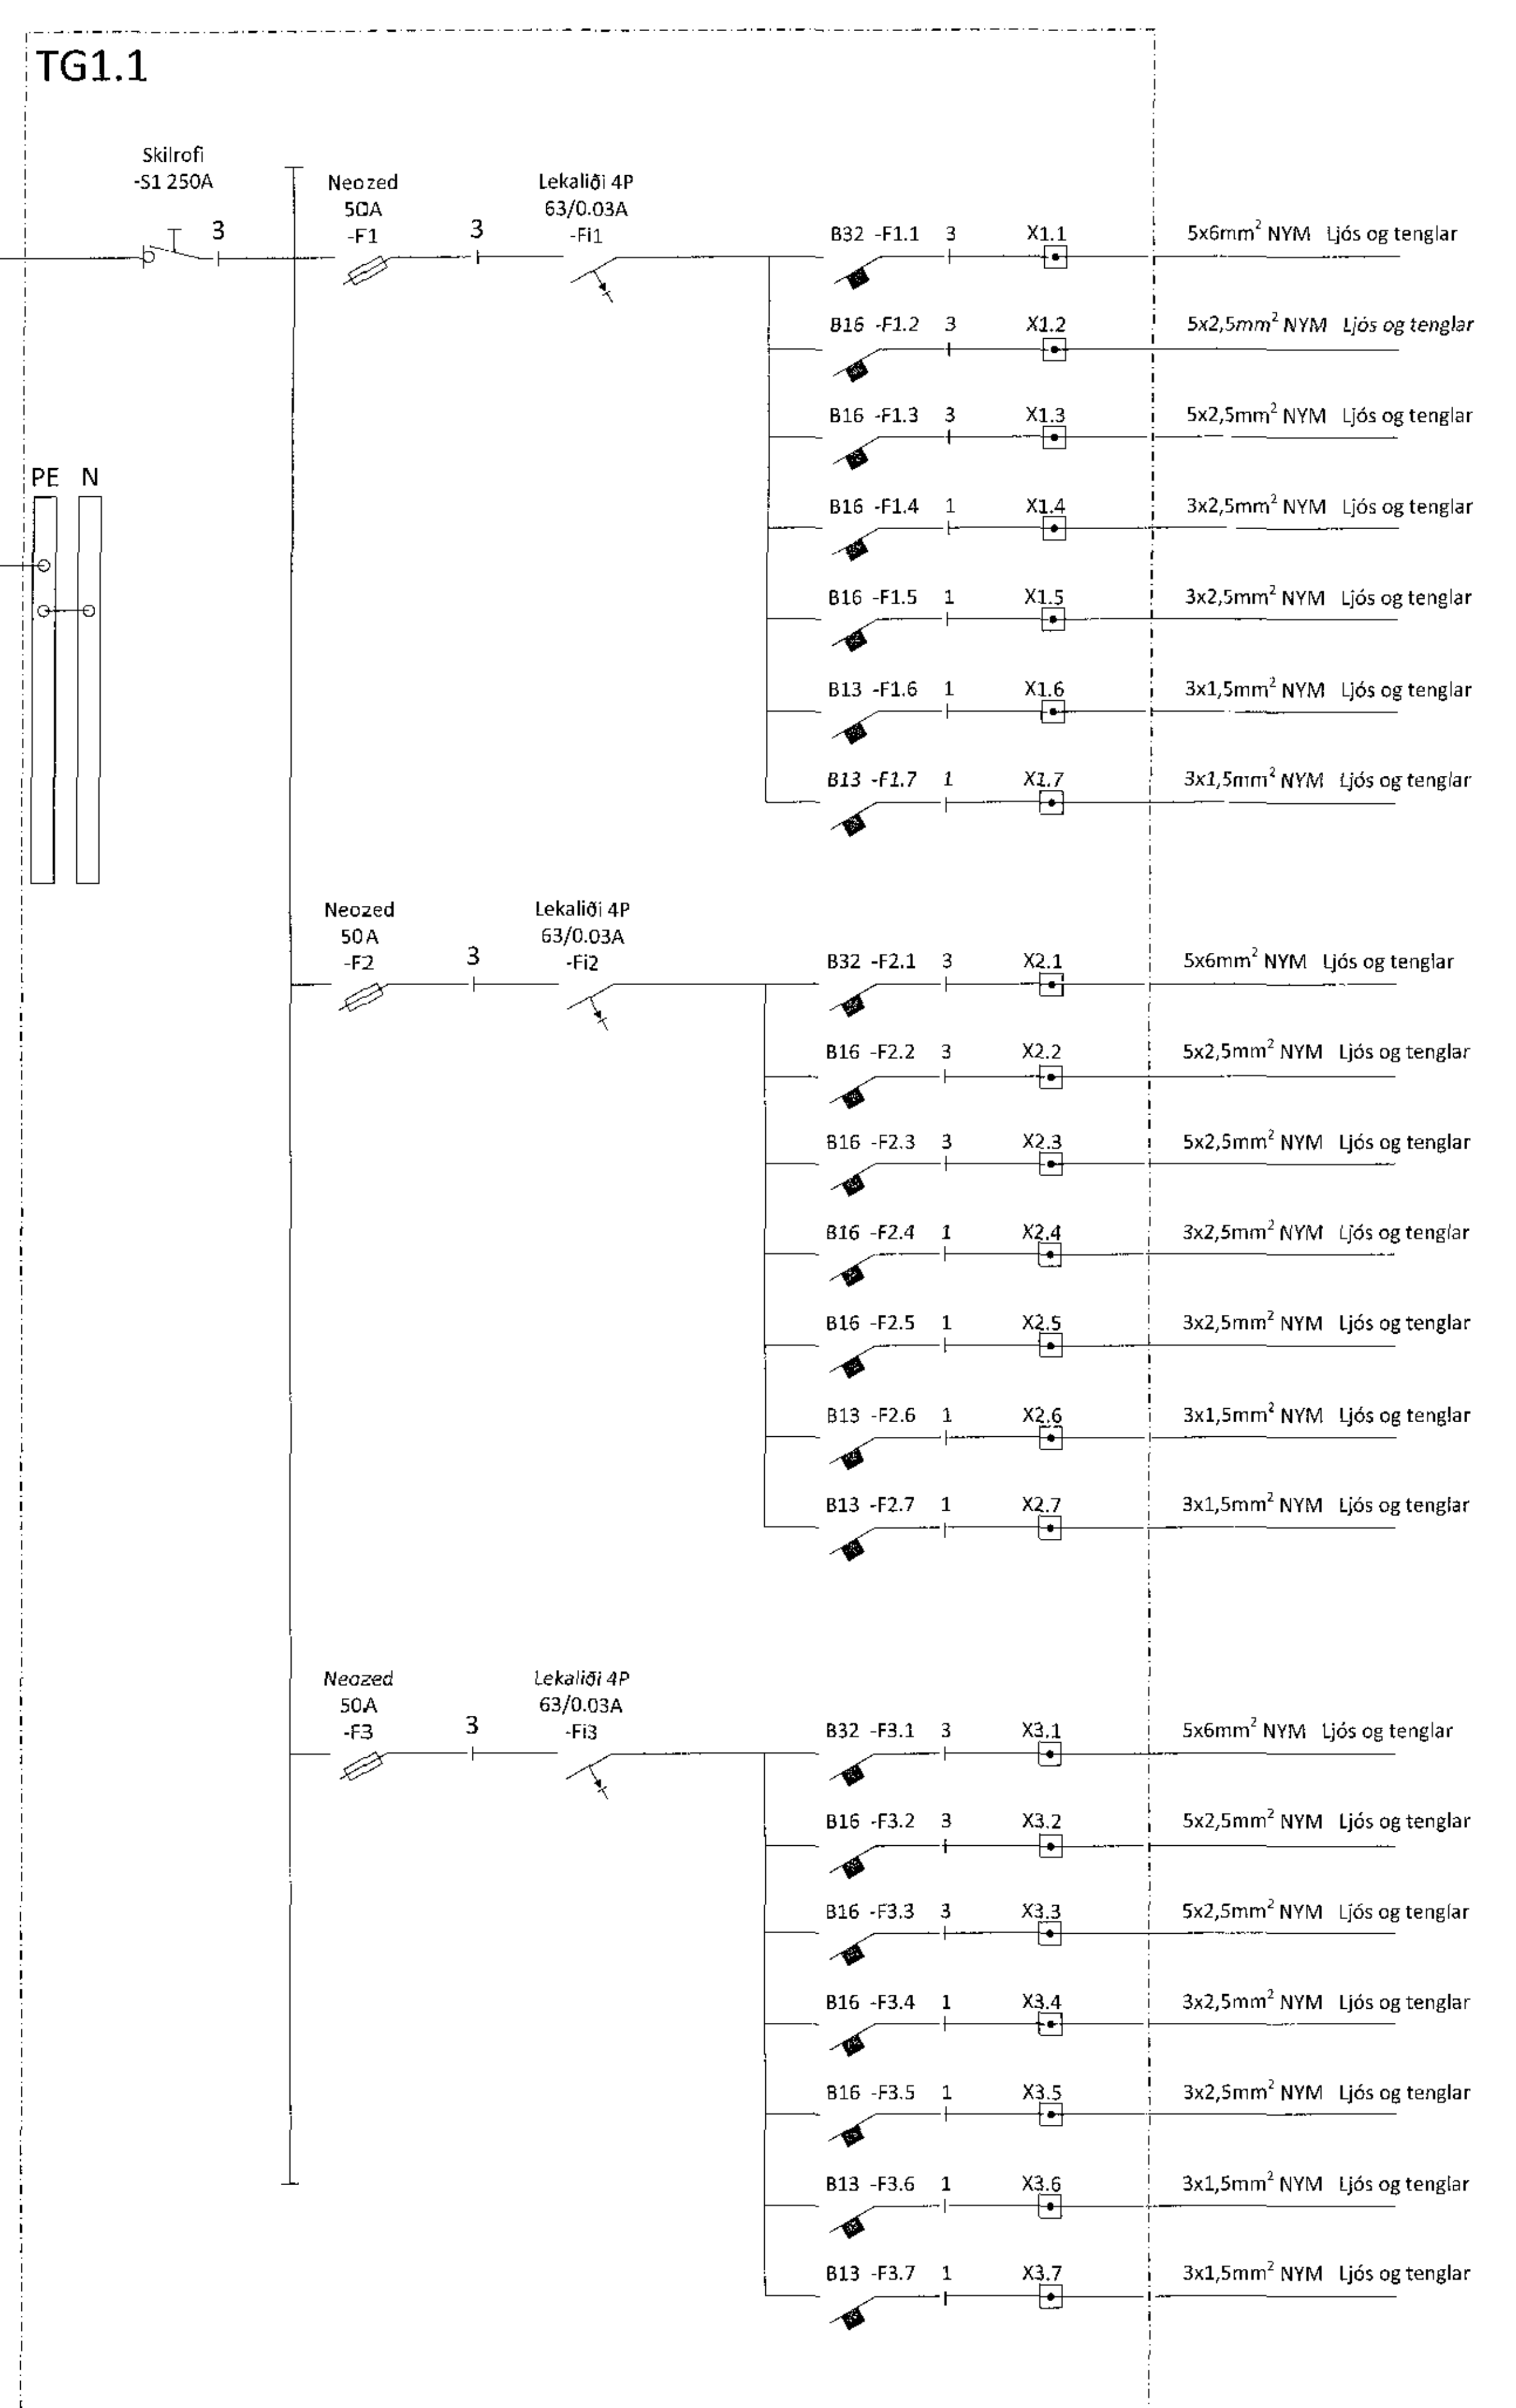 TG1.1
Skilrofi
-S1 250A
3
Neozed
50A
-F1
3
Lekaliði 4P
63/0.03A
-Fi1
B32 -F1.1 3 X1.1 5x6mm² NYM Ljós og tenglar
B16 -F1.2 3 X1.2 5x2,5mm² NYM Ljós og tenglar
B16 -F1.3 3 X1.3 5x2,5mm² NYM Ljós og tenglar
PE N
B16 -F1.4 1 X1.4 3x2,5mm² NYM Ljós og tenglar
B16 -F1.5 1 X1.5 3x2,5mm² NYM Ljós og tenglar
B13 -F1.6 1 X1.6 3x1,5mm² NYM Ljós og tenglar
B13 -F1.7 1 X1.7 3x1,5mm² NYM Ljós og tenglar
Neozed
50A
-F2
3
Lekaliði 4P
63/0.03A
-Fi2
B32 -F2.1 3 X2.1 5x6mm² NYM Ljós og tenglar
B16 -F2.2 3 X2.2 5x2,5mm² NYM Ljós og tenglar
B16 -F2.3 3 X2.3 5x2,5mm² NYM Ljós og tenglar
B16 -F2.4 1 X2.4 3x2,5mm² NYM Ljós og tenglar
B16 -F2.5 1 X2.5 3x2,5mm² NYM Ljós og tenglar
B13 -F2.6 1 X2.6 3x1,5mm² NYM Ljós og tenglar
B13 -F2.7 1 X2.7 3x1,5mm² NYM Ljós og tenglar
Neozed
50A
-F3
3
Lekaliði 4P
63/0.03A
-Fi3
B32 -F3.1 3 X3.1 5x6mm² NYM Ljós og tenglar
B16 -F3.2 3 X3.2 5x2,5mm² NYM Ljós og tenglar
B16 -F3.3 3 X3.3 5x2,5mm² NYM Ljós og tenglar
B16 -F3.4 1 X3.4 3x2,5mm² NYM Ljós og tenglar
B16 -F3.5 1 X3.5 3x2,5mm² NYM Ljós og tenglar
B13 -F3.6 1 X3.6 3x1,5mm² NYM Ljós og tenglar
B13 -F3.7 1 X3.7 3x1,5mm² NYM Ljós og tenglar